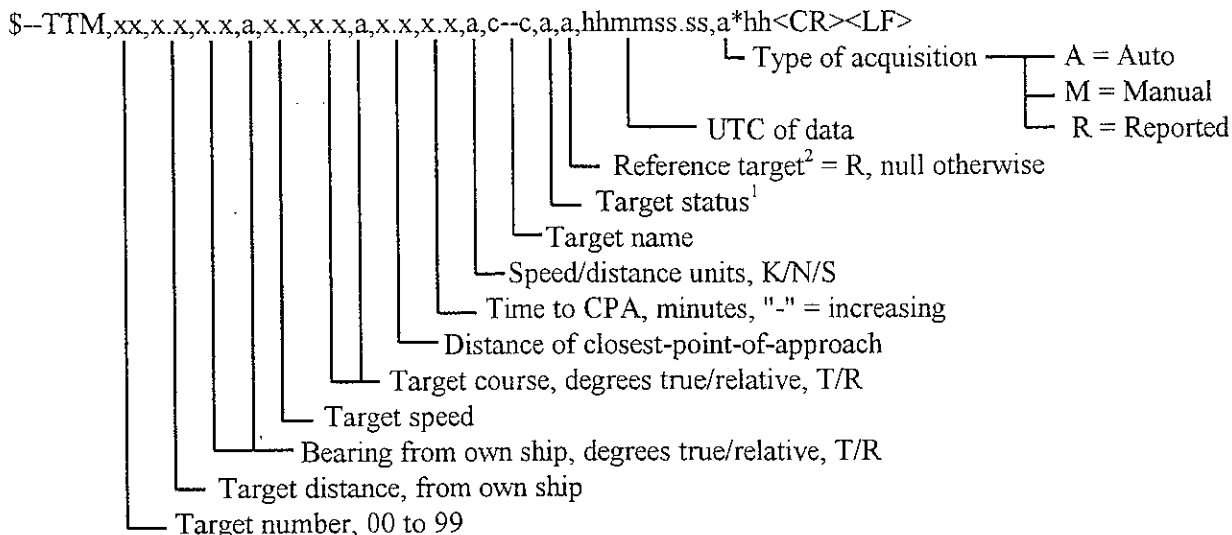 $--TTM,xx,x.x,x.x,a,x.x,x.x,a,x.x,x.x,a,c--c,a,a,hhmmss.ss,a*hh<CR><LF>
Type of acquisition
A = Auto
M = Manual
R = Reported
UTC of data
Reference target² = R, null otherwise
Target status¹
Target name
Speed/distance units, K/N/S
Time to CPA, minutes, "-" = increasing
Distance of closest-point-of-approach
Target course, degrees true/relative, T/R
Target speed
Bearing from own ship, degrees true/relative, T/R
Target distance, from own ship
Target number, 00 to 99